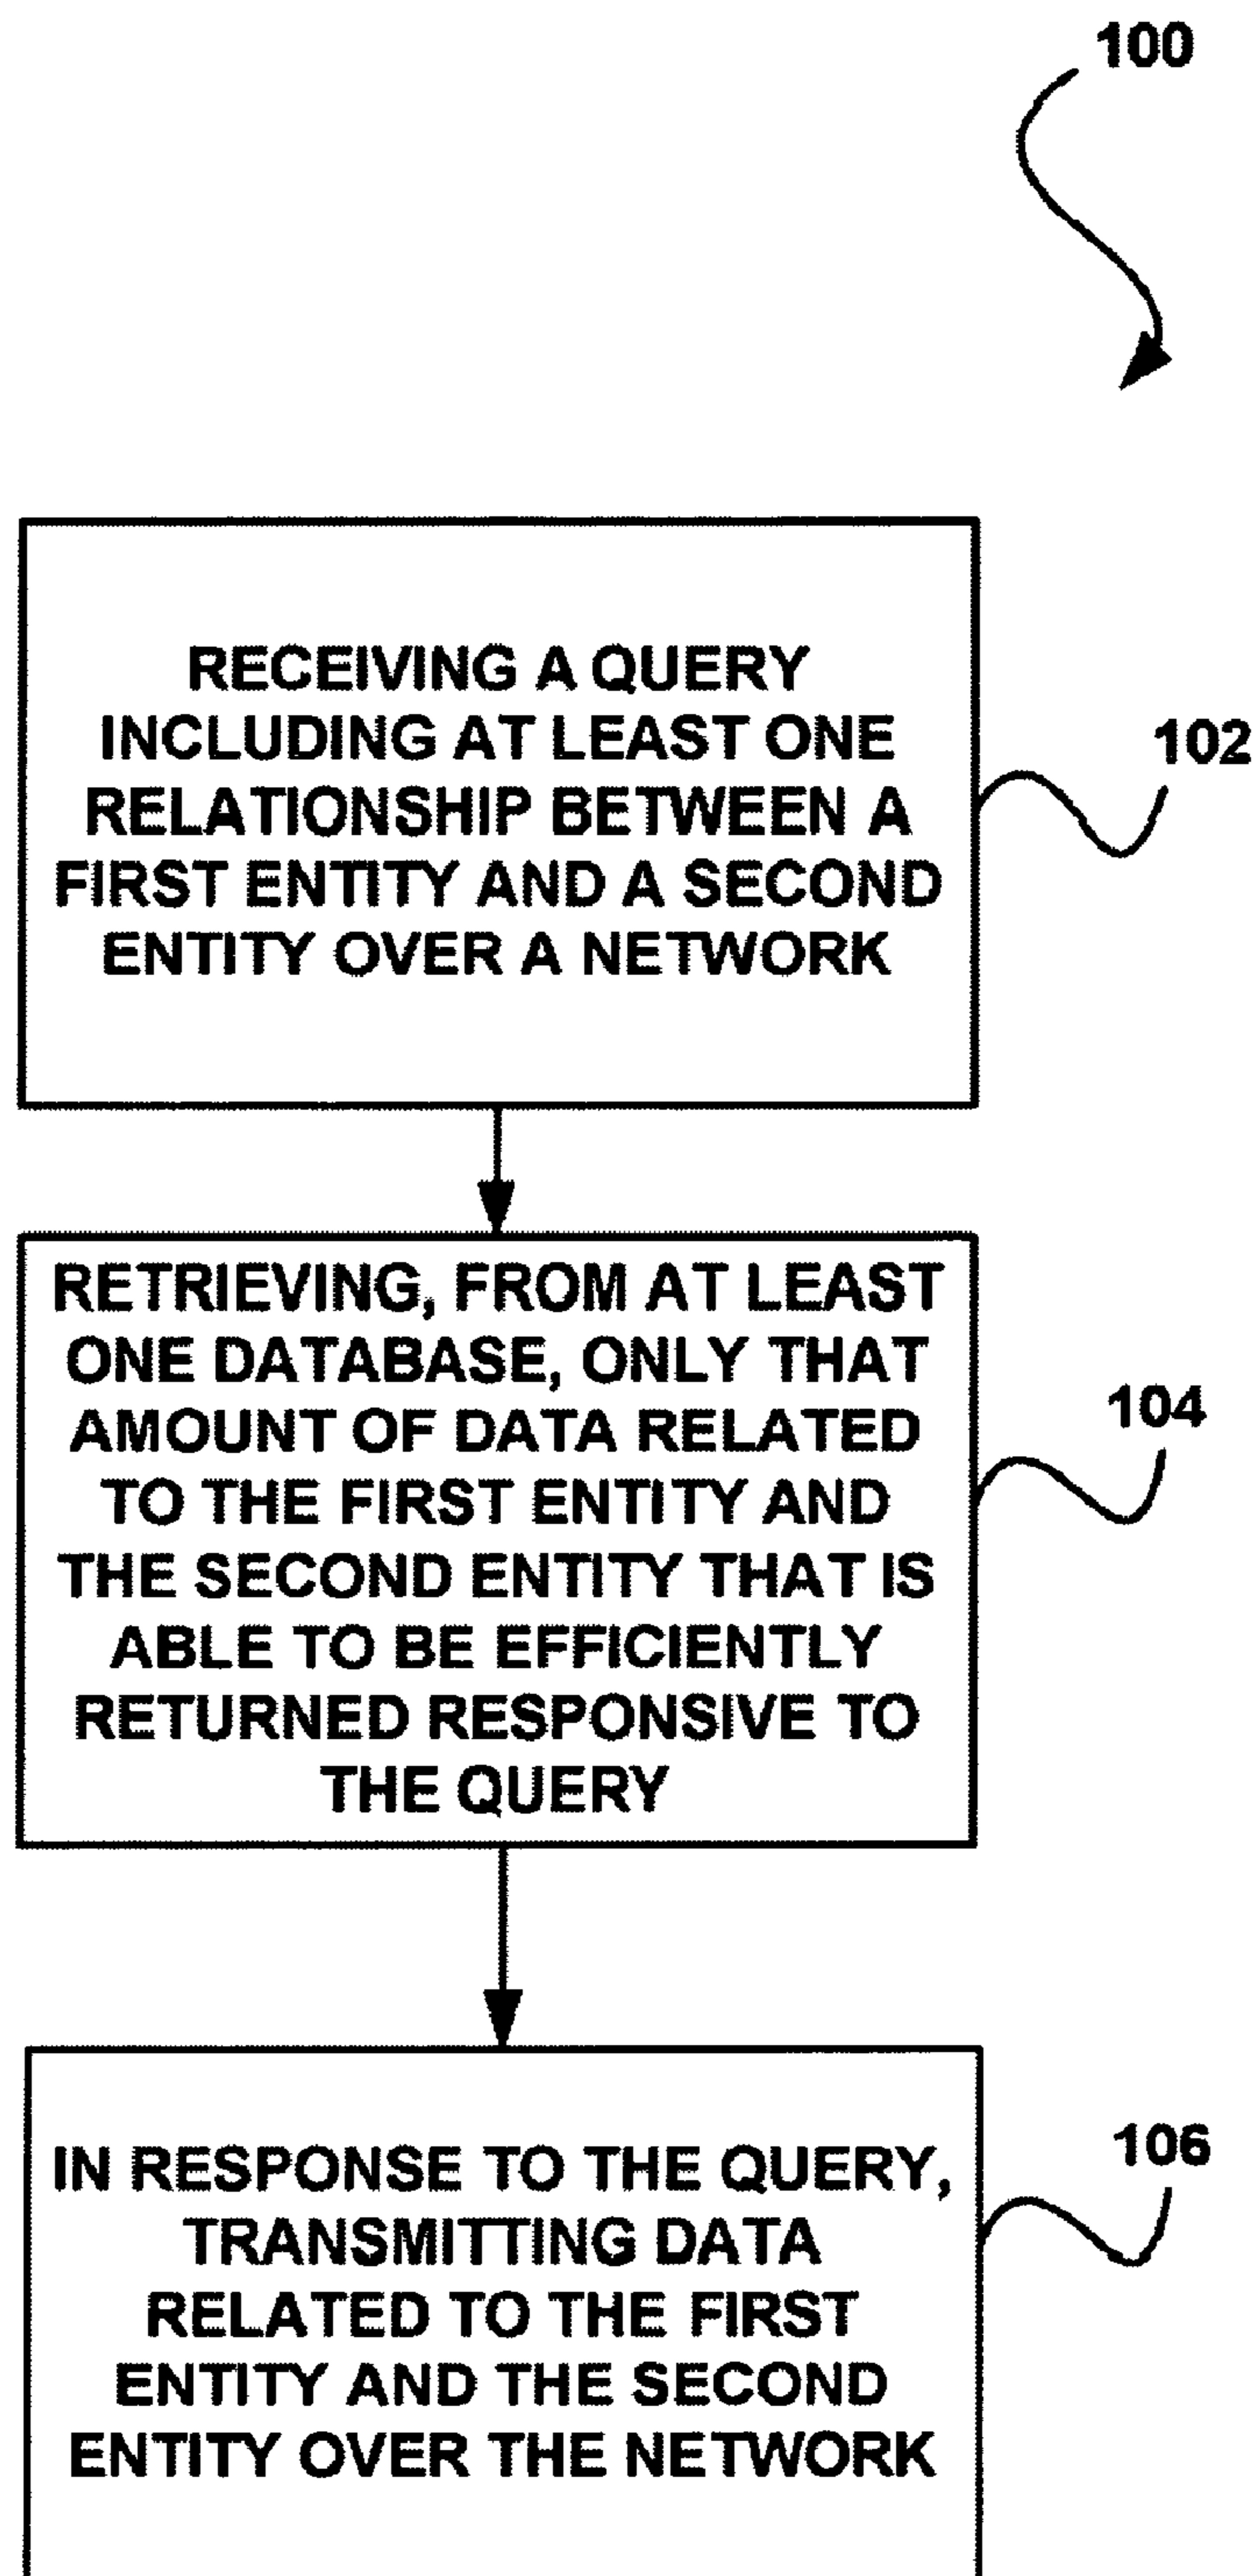 100
RECEIVING A QUERY
INCLUDING AT LEAST ONE
RELATIONSHIP BETWEEN A
FIRST ENTITY AND A SECOND
ENTITY OVER A NETWORK
102
RETRIEVING, FROM AT LEAST
ONE DATABASE, ONLY THAT
AMOUNT OF DATA RELATED
TO THE FIRST ENTITY AND
THE SECOND ENTITY THAT IS
ABLE TO BE EFFICIENTLY
RETURNED RESPONSIVE TO
THE QUERY
104
IN RESPONSE TO THE QUERY,
TRANSMITTING DATA
RELATED TO THE FIRST
ENTITY AND THE SECOND
ENTITY OVER THE NETWORK
106